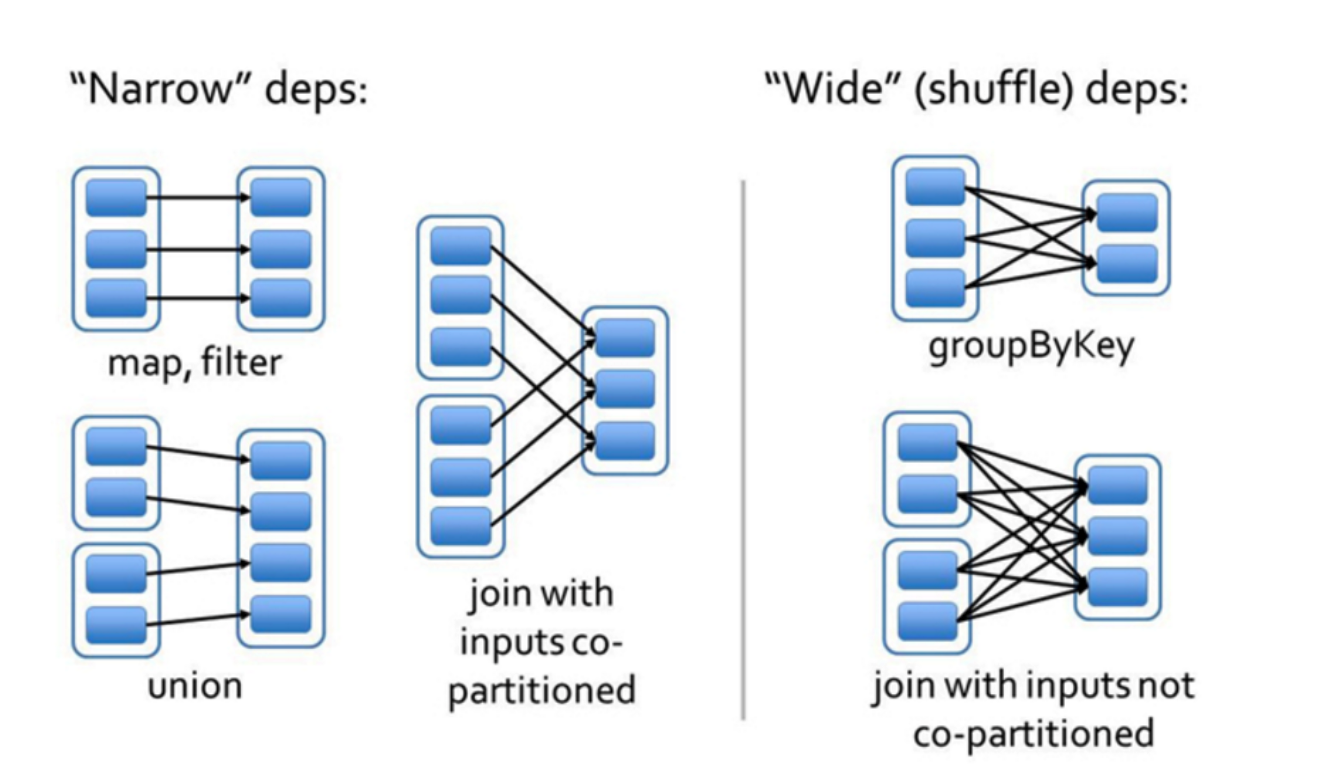 “Narrow” deps:
“Wide” (shuffle) deps:
map, filter
union
join with
inputs co-
partitioned
groupByKey
join with inputs not
co-partitioned